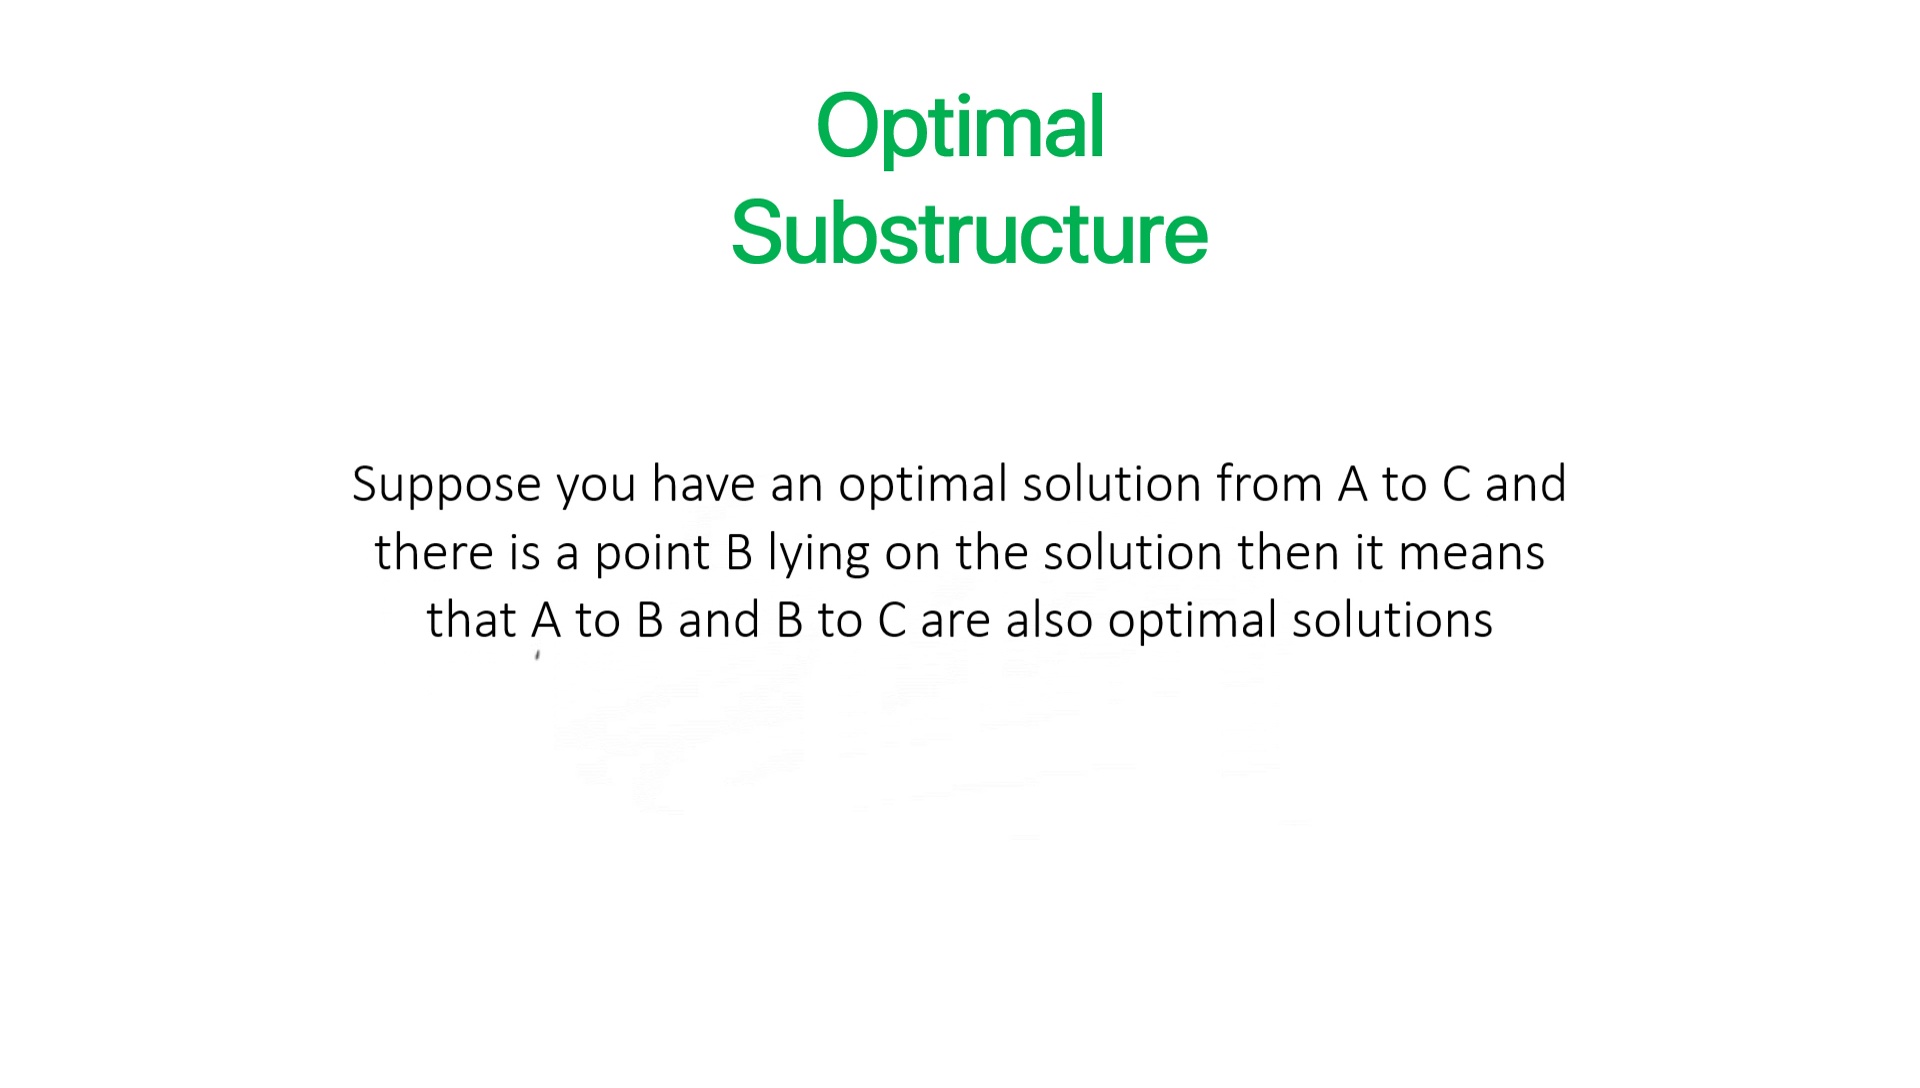 Optimal
Substructure
Suppose you have an optimal solution from A to C and
there is a point B lying on the solution then it means
that A to B and B to C are also optimal solutions